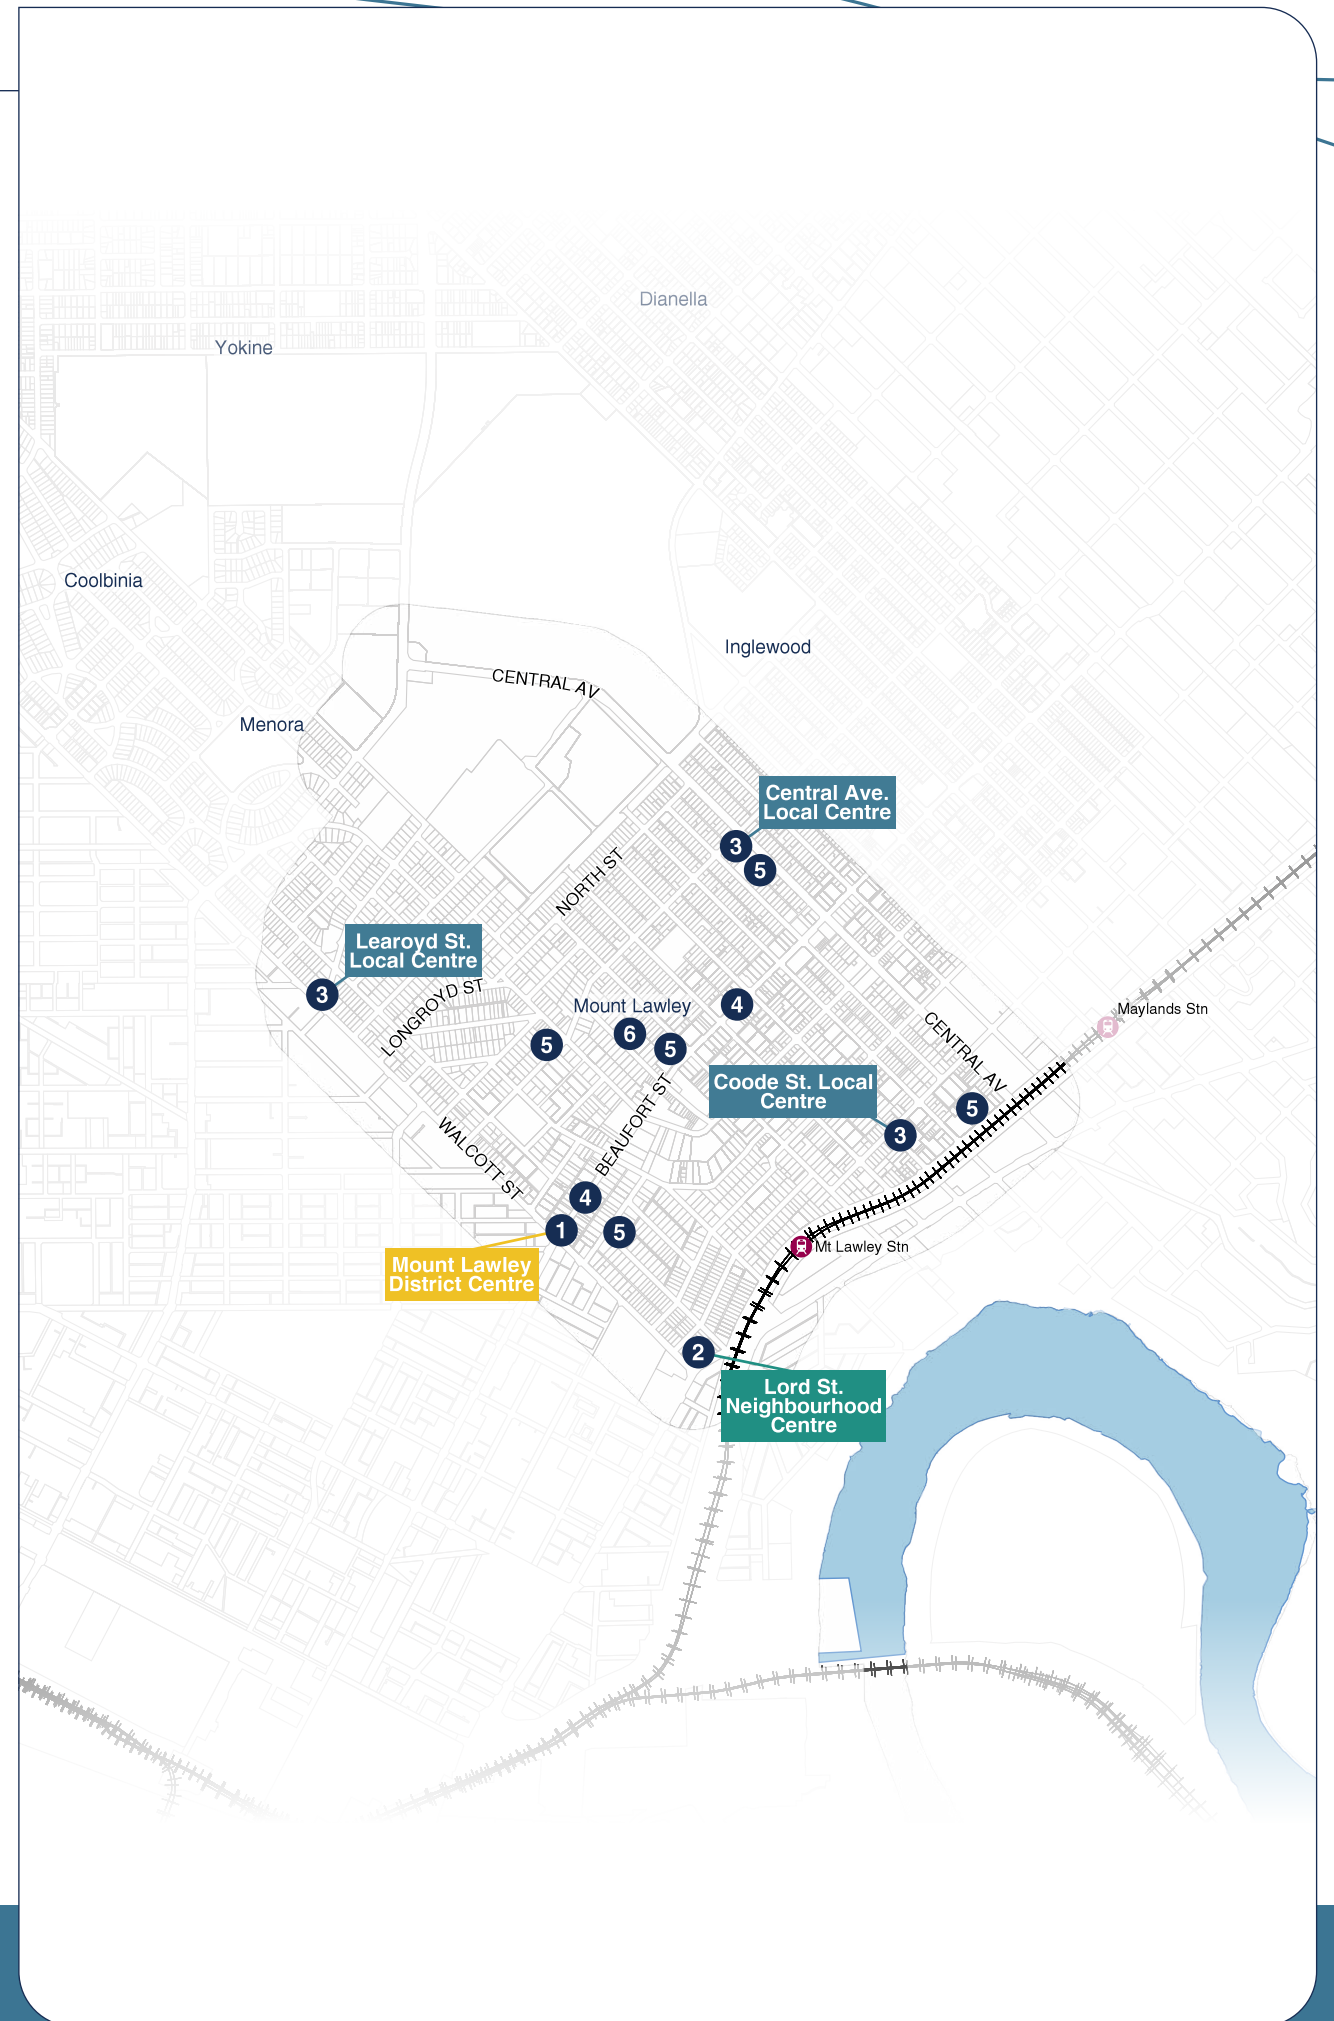 Dianella
Yokine
Coolbinia
Inglewood
CENTRAL AV
Menora
Central Ave.
Local Centre
3
5
NORTH ST
Learoyd St.
Local Centre
3
LONGROYD ST
Mount Lawley
4
6
5
5
Maylands Stn
CENTRAL AV
Coode St. Local
Centre
5
3
BEAUFORT ST
WALCOTT ST
4
1
5
Mount Lawley
District Centre
Mt Lawley Stn
2
Lord St.
Neighbourhood
Centre